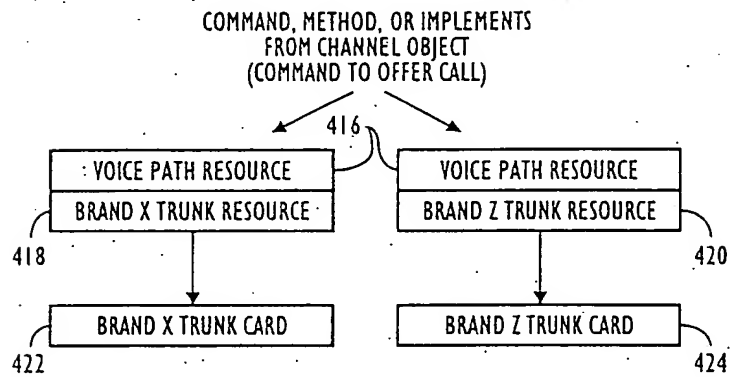 COMMAND, METHOD, OR IMPLEMENTS
FROM CHANNEL OBJECT
(COMMAND TO OFFER CALL)
416
VOICE PATH RESOURCE
VOICE PATH RESOURCE
BRAND X TRUNK RESOURCE
BRAND Z TRUNK RESOURCE
418
420
BRAND X TRUNK CARD
BRAND Z TRUNK CARD
422
424